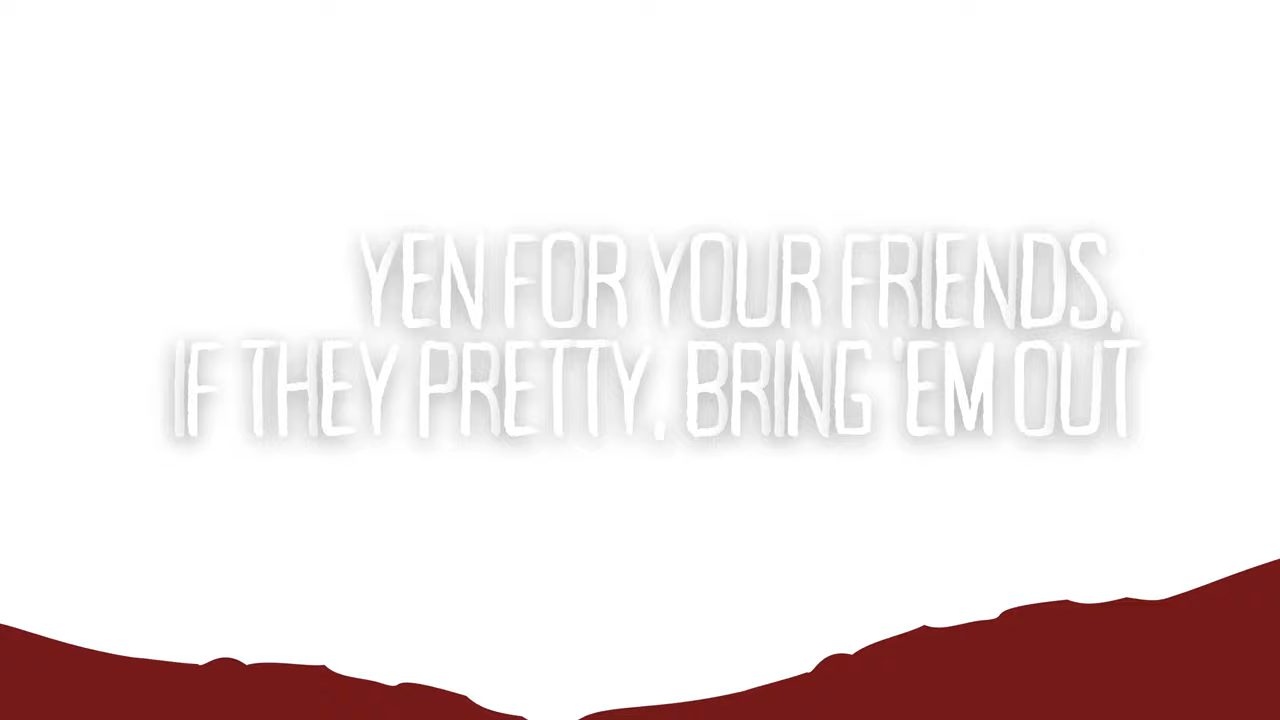 YEN FOR YOUR FRIENDS,
IF THEY PRETTY, BRING 'EM OUT